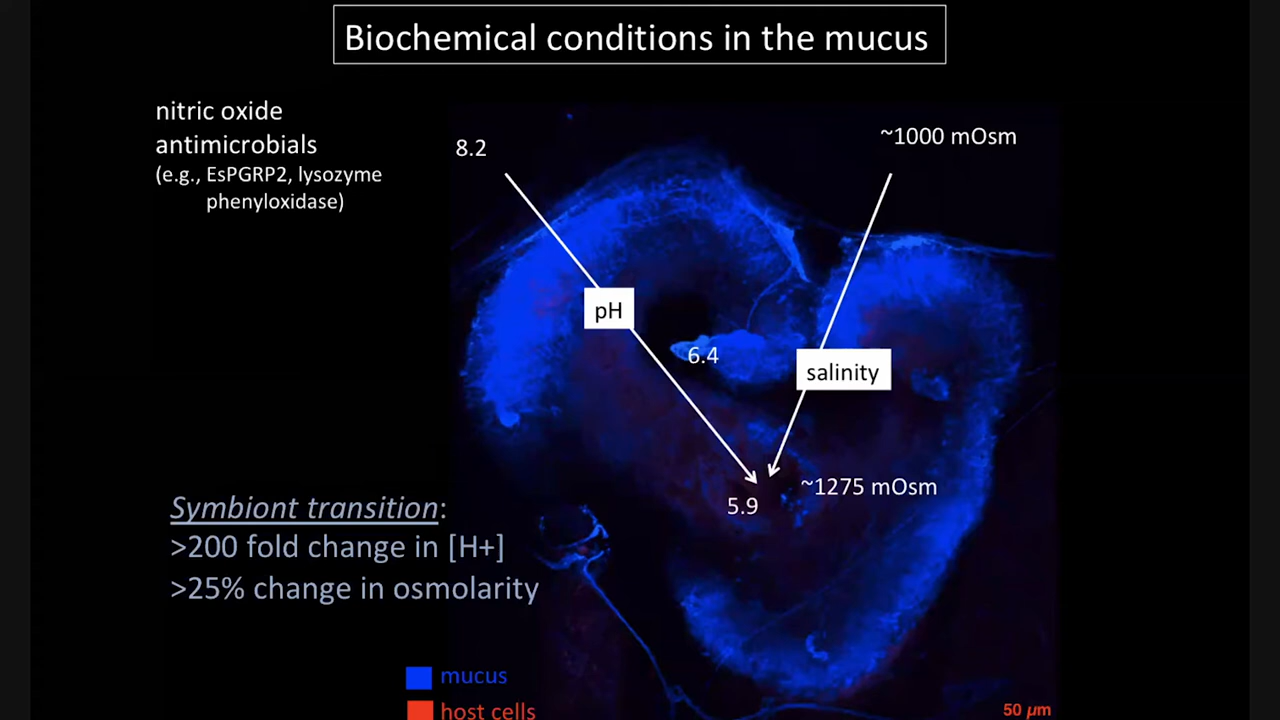 Biochemical conditions in the mucus
nitric oxide
antimicrobials
(e.g., EsPGRP2, lysozyme
phenyloxidase)
8.2
~1000 mOsm
pH
6.4
salinity
~1275 mOsm
5.9
Symbiont transition:
>200 fold change in [H+]
>25% change in osmolarity
mucus
host cells
50 µm